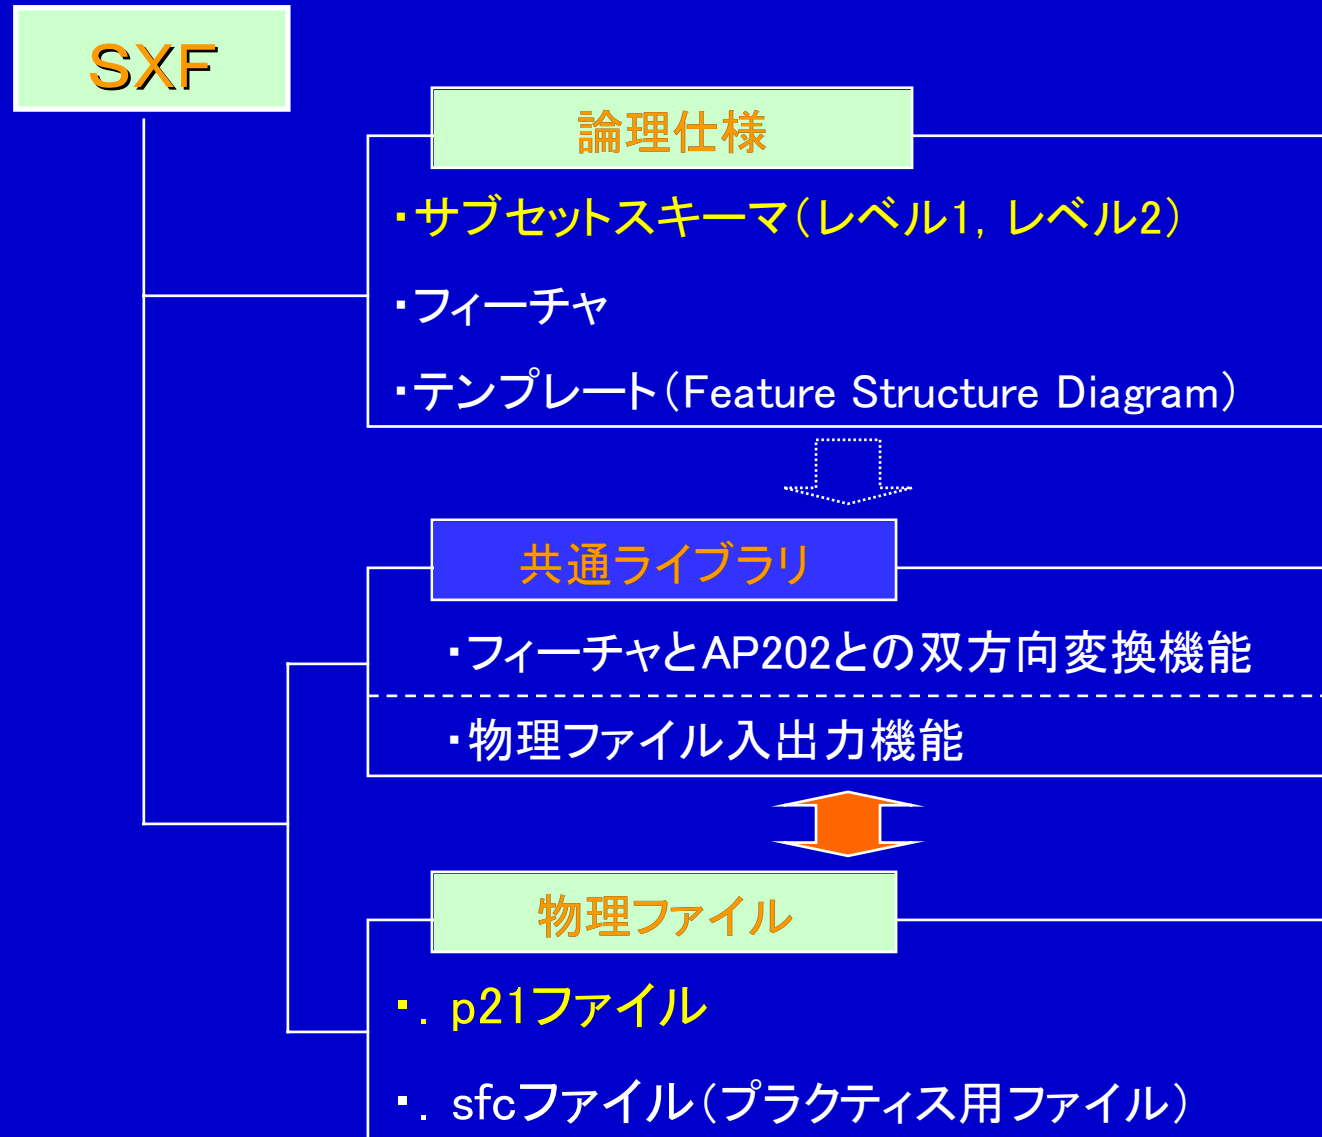 SXF
論理仕様
・サブセットスキーマ（レベル1，レベル2）
・フィーチャ
・テンプレート（Feature Structure Diagram）
共通ライブラリ
・フィーチャとAP202との双方向変換機能
・物理ファイル入出力機能
物理ファイル
・．p21ファイル
・．sfcファイル（プラクティス用ファイル）